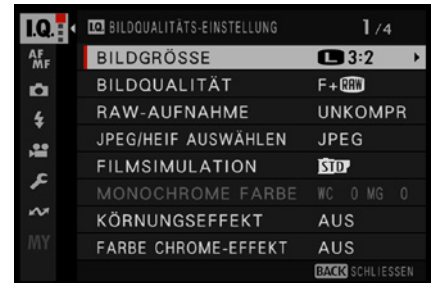 I.Q. I.Q. BILDQUALITÄTS-EINSTELLUNG 1/4
AF MF
BILDGRÖSSE L 3:2
BILDQUALITÄT F+RAW
RAW-AUFNAHME UNKOMPR
JPEG/HEIF AUSWÄHLEN JPEG
FILMSIMULATION STD
MONOCHROME FARBE WC 0 MG 0
KÖRNUNGSEFFEKT AUS
MY
FARBE CHROME-EFFEKT AUS
BACK SCHLIESSEN